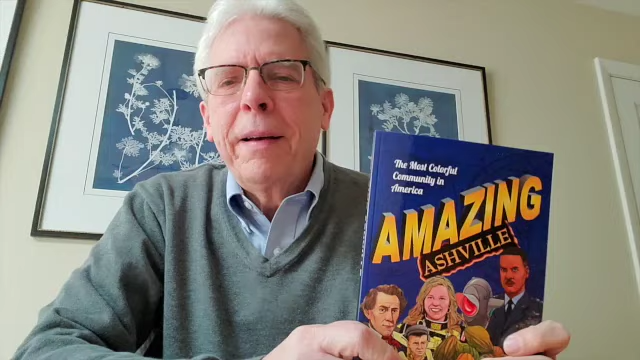 The Most Colorful
Community in
America
AMAZING
ASHVILLE